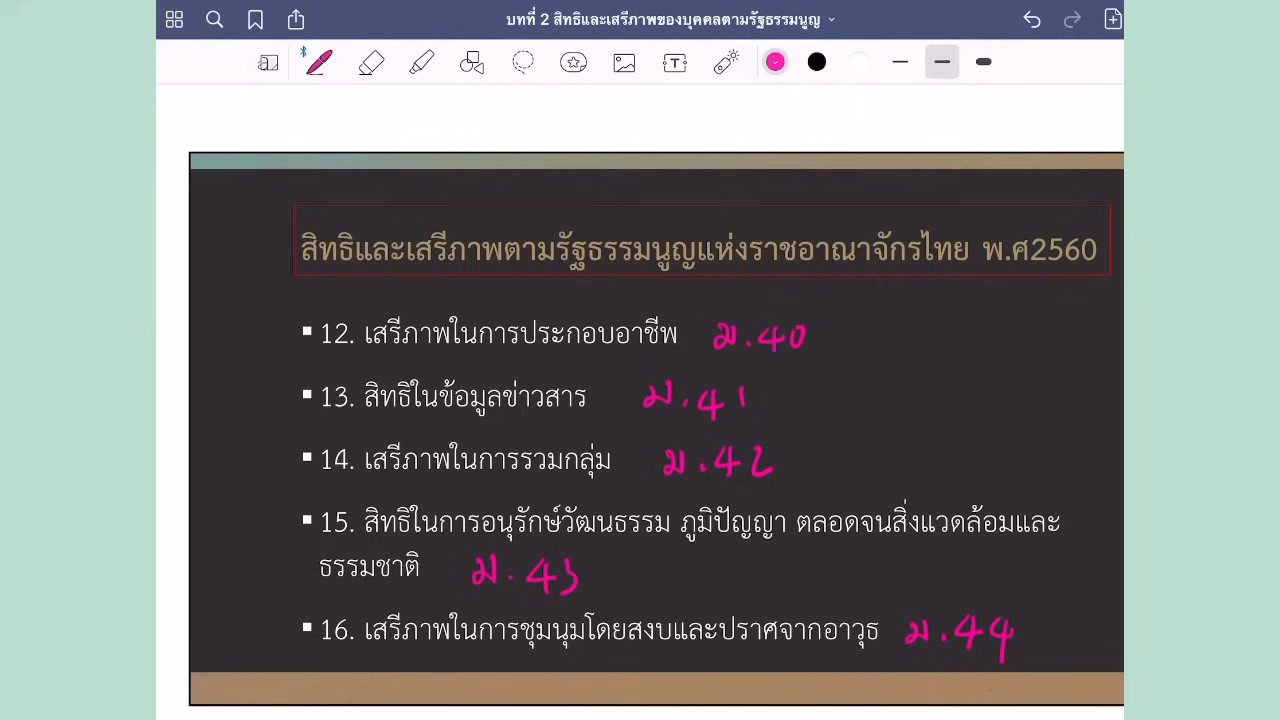 บทที่ 2 สิทธิและเสรีภาพของบุคคลตามรัฐธรรมนูญ
สิทธิและเสรีภาพตามรัฐธรรมนูญแห่งราชอาณาจักรไทย พ.ศ2560
▪ 12. เสรีภาพในการประกอบอาชีพ ม.40
▪ 13. สิทธิในข้อมูลข่าวสาร ม.41
▪ 14. เสรีภาพในการรวมกลุ่ม ม.42
▪ 15. สิทธิในการอนุรักษ์วัฒนธรรม ภูมิปัญญา ตลอดจนสิ่งแวดล้อมและ
ธรรมชาติ ม.43
▪ 16. เสรีภาพในการชุมนุมโดยสงบและปราศจากอาวุธ ม.44